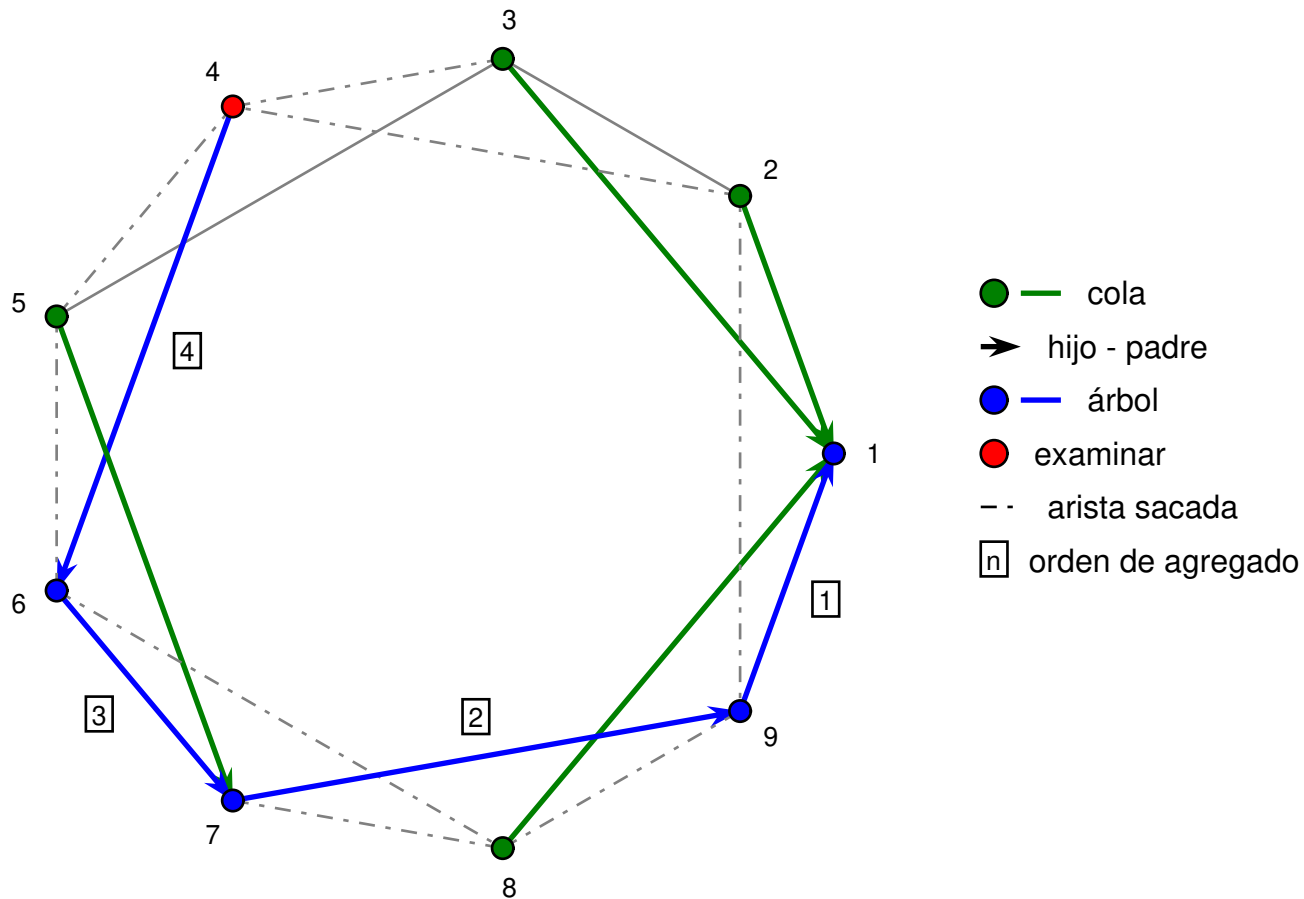 3
4
2
5
4
cola
hijo - padre
1
árbol
examinar
arista sacada
n orden de agregado
6
1
3
2
9
7
8